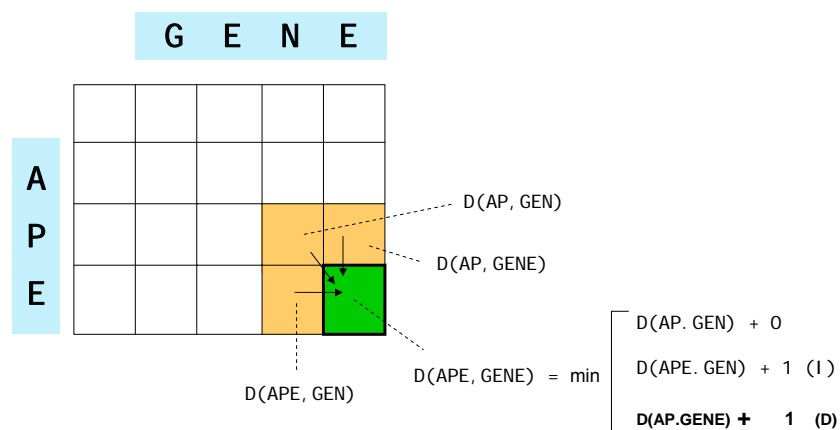 G E N E
A
P
E
D(AP, GEN)
D(AP, GENE)
D(APE, GEN)
D(APE, GENE) = min
D(AP. GEN) + 0
D(APE. GEN) + 1 (I)
D(AP.GENE) + 1 (D)